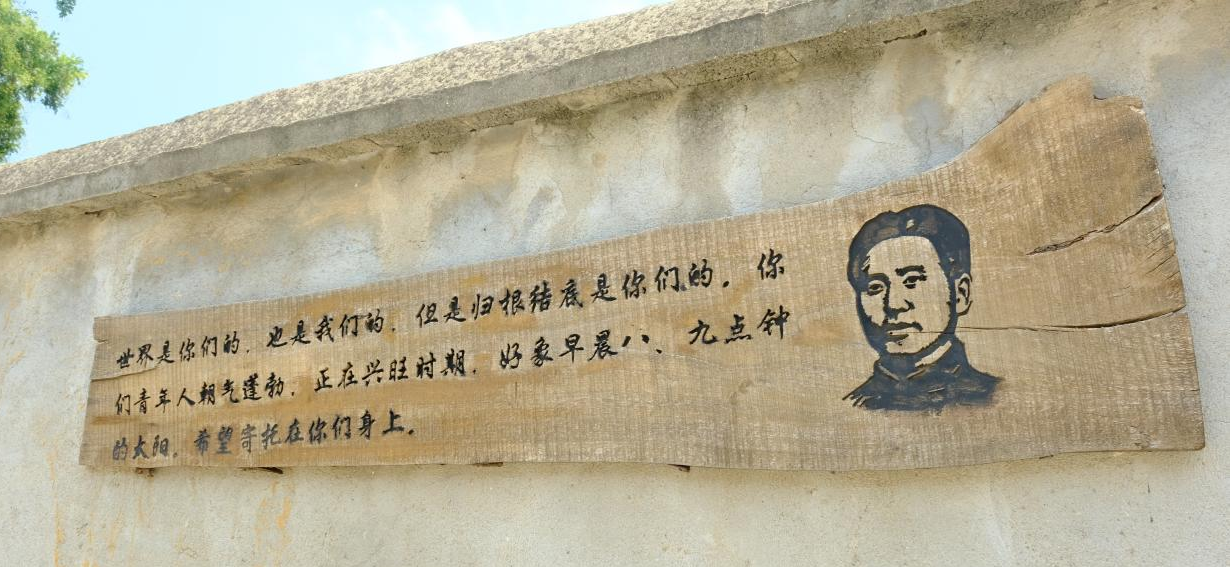 世界是你们的，也是我们的，但是归根结底是你们的。你
们青年人朝气蓬勃，正在兴旺时期，好象早晨八、九点钟
的太阳。希望寄托在你们身上。